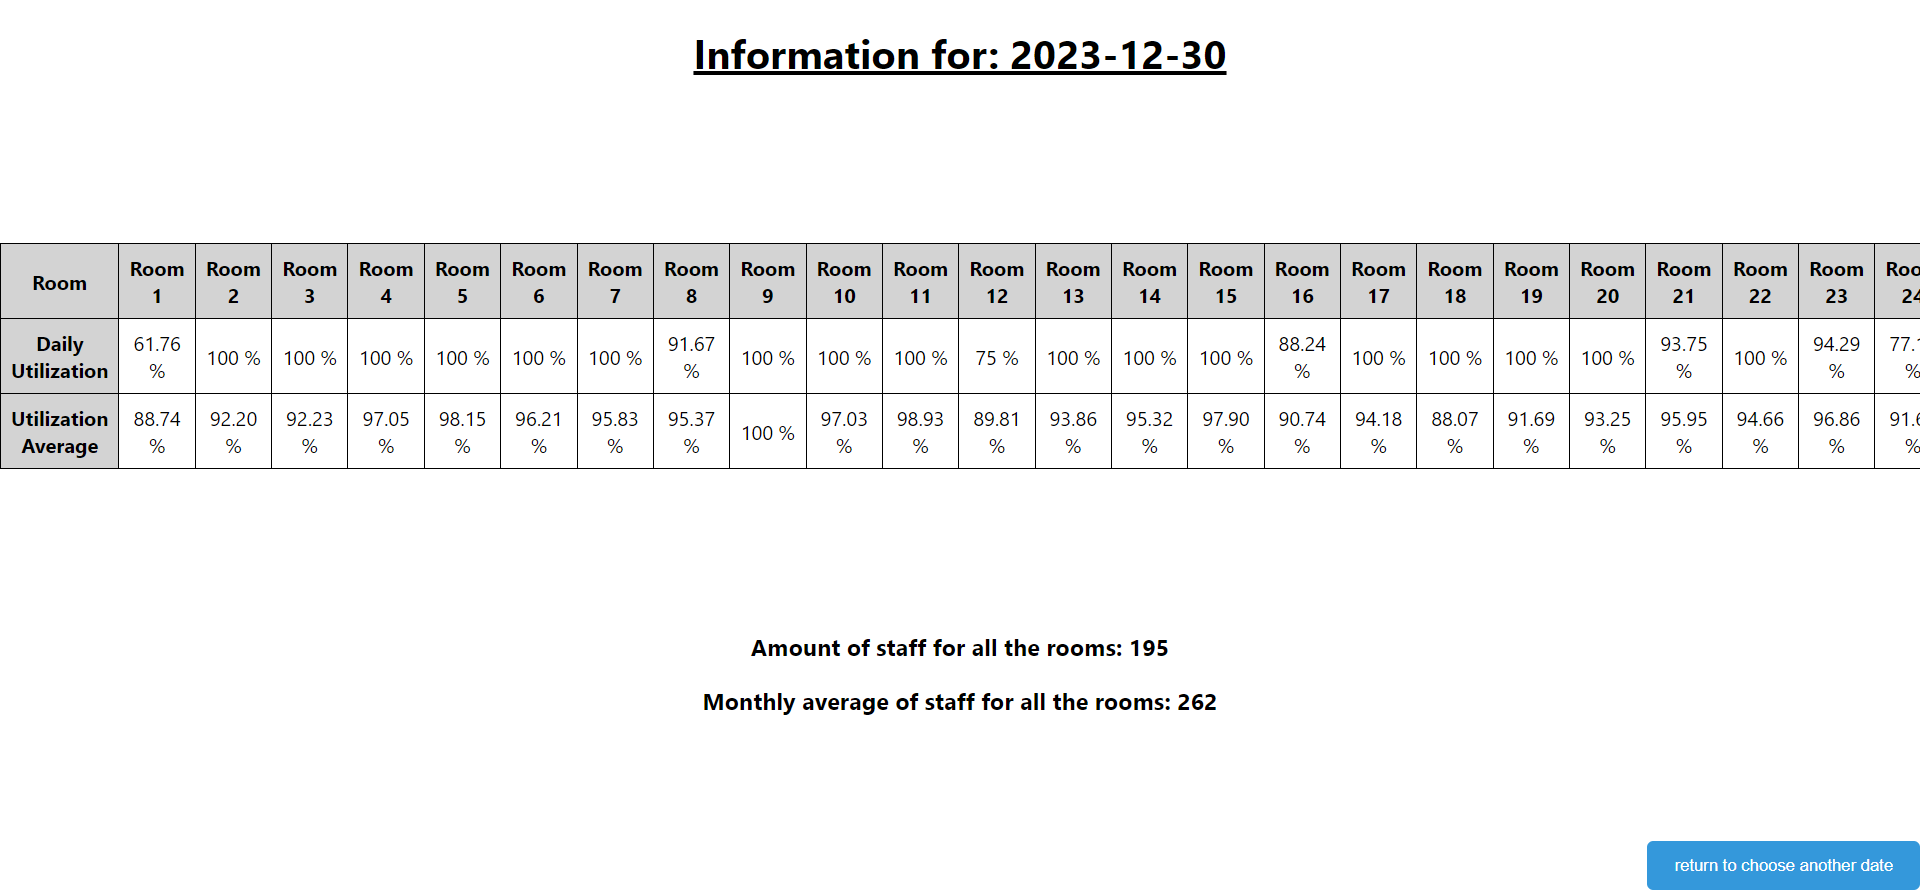 Information for: 2023-12-30
Room Room 1 Room 2 Room 3 Room 4 Room 5 Room 6 Room 7 Room 8 Room 9 Room 10 Room 11 Room 12 Room 13 Room 14 Room 15 Room 16 Room 17 Room 18 Room 19 Room 20 Room 21 Room 22 Room 23
Daily Utilization 61.76 % 100 % 100 % 100 % 100 % 100 % 100 % 91.67 % 100 % 100 % 100 % 75 % 100 % 100 % 100 % 88.24 % 100 % 100 % 100 % 100 % 93.75 % 100 % 94.29 %
Utilization Average 88.74 % 92.20 % 92.23 % 97.05 % 98.15 % 96.21 % 95.83 % 95.37 % 100 % 97.03 % 98.93 % 89.81 % 93.86 % 95.32 % 97.90 % 90.74 % 94.18 % 88.07 % 91.69 % 93.25 % 95.95 % 94.66 % 96.86 %
Amount of staff for all the rooms: 195
Monthly average of staff for all the rooms: 262
return to choose another date